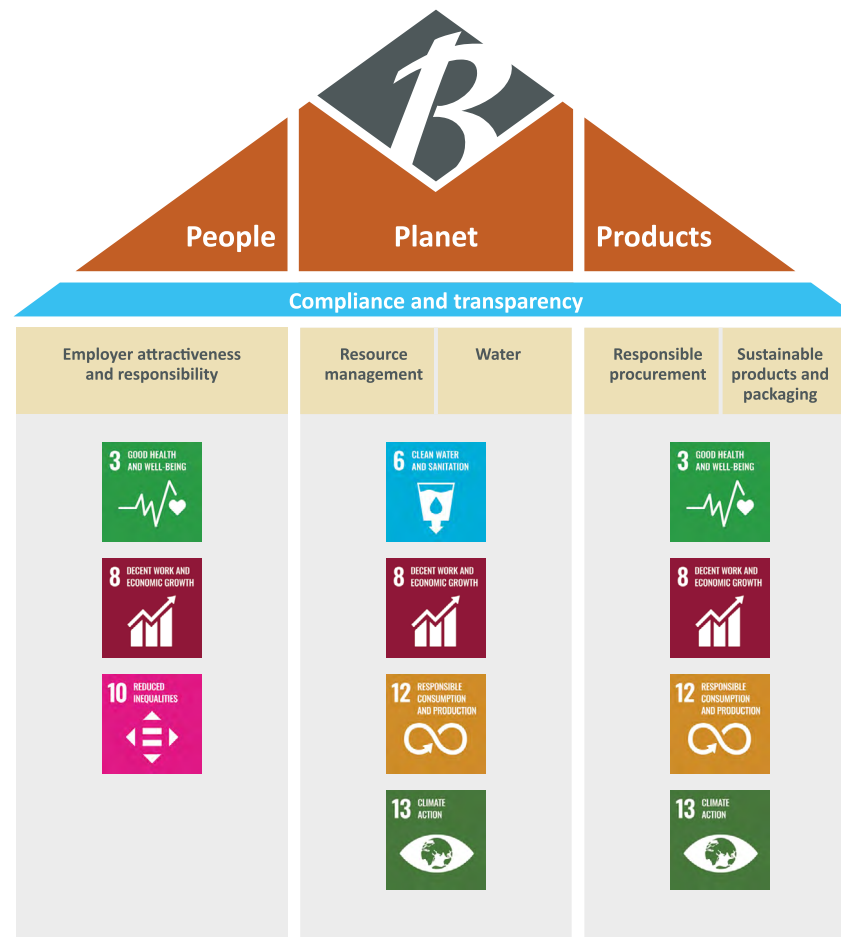 B
People
Planet
Products
Compliance and transparency
Employer attractiveness
and responsibility
Resource
management
Water
Responsible
procurement
Sustainable
products and
packaging
3 GOOD HEALTH
AND WELL-BEING
8 DECENT WORK AND
ECONOMIC GROWTH
10 REDUCED
INEQUALITIES
6 CLEAN WATER
AND SANITATION
8 DECENT WORK AND
ECONOMIC GROWTH
12 RESPONSIBLE
CONSUMPTION
AND PRODUCTION
13 CLIMATE
ACTION
3 GOOD HEALTH
AND WELL-BEING
8 DECENT WORK AND
ECONOMIC GROWTH
12 RESPONSIBLE
CONSUMPTION
AND PRODUCTION
13 CLIMATE
ACTION